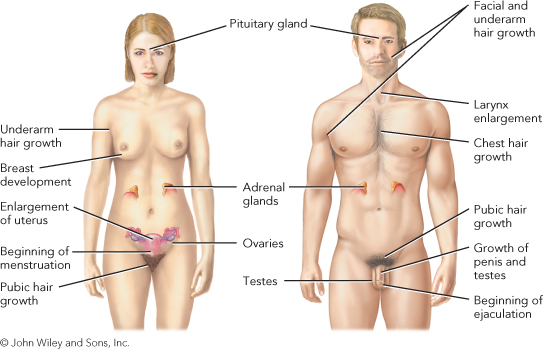 Pituitary gland
Facial and
underarm
hair growth
Underarm
hair growth
Breast
development
Enlargement
of uterus
Beginning of
menstruation
Pubic hair
growth
Adrenal
glands
Ovaries
Testes
Larynx
enlargement
Chest hair
growth
Pubic hair
growth
Growth of
penis and
testes
Beginning of
ejaculation
© John Wiley and Sons, Inc.